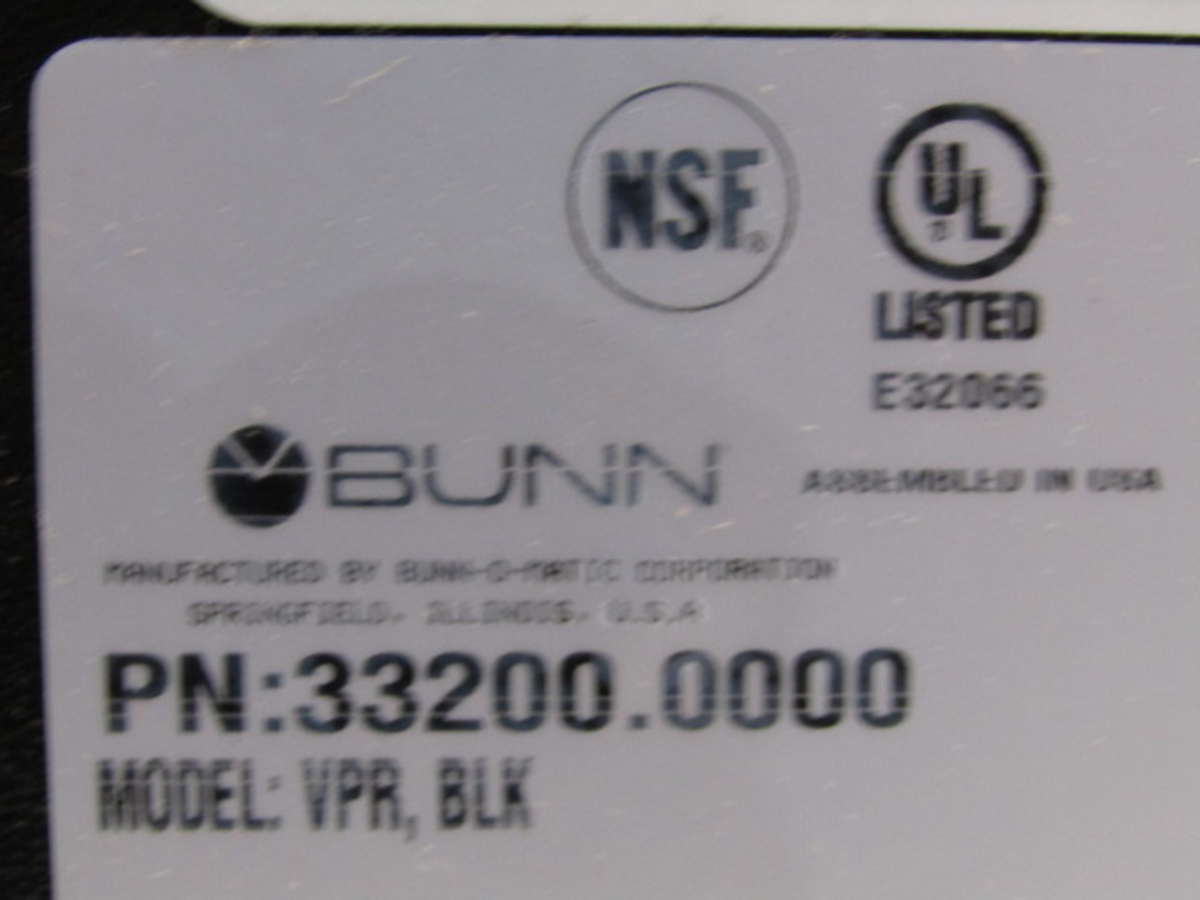 NSF®
UL®
LISTED
E32066
BUNN
ASSEMBLED IN USA
MANUFACTURED BY BUNN-O-MATIC CORPORATION
SPRINGFIELD, ILLINOIS, U.S.A
PN:33200.0000
MODEL: VPR, BLK